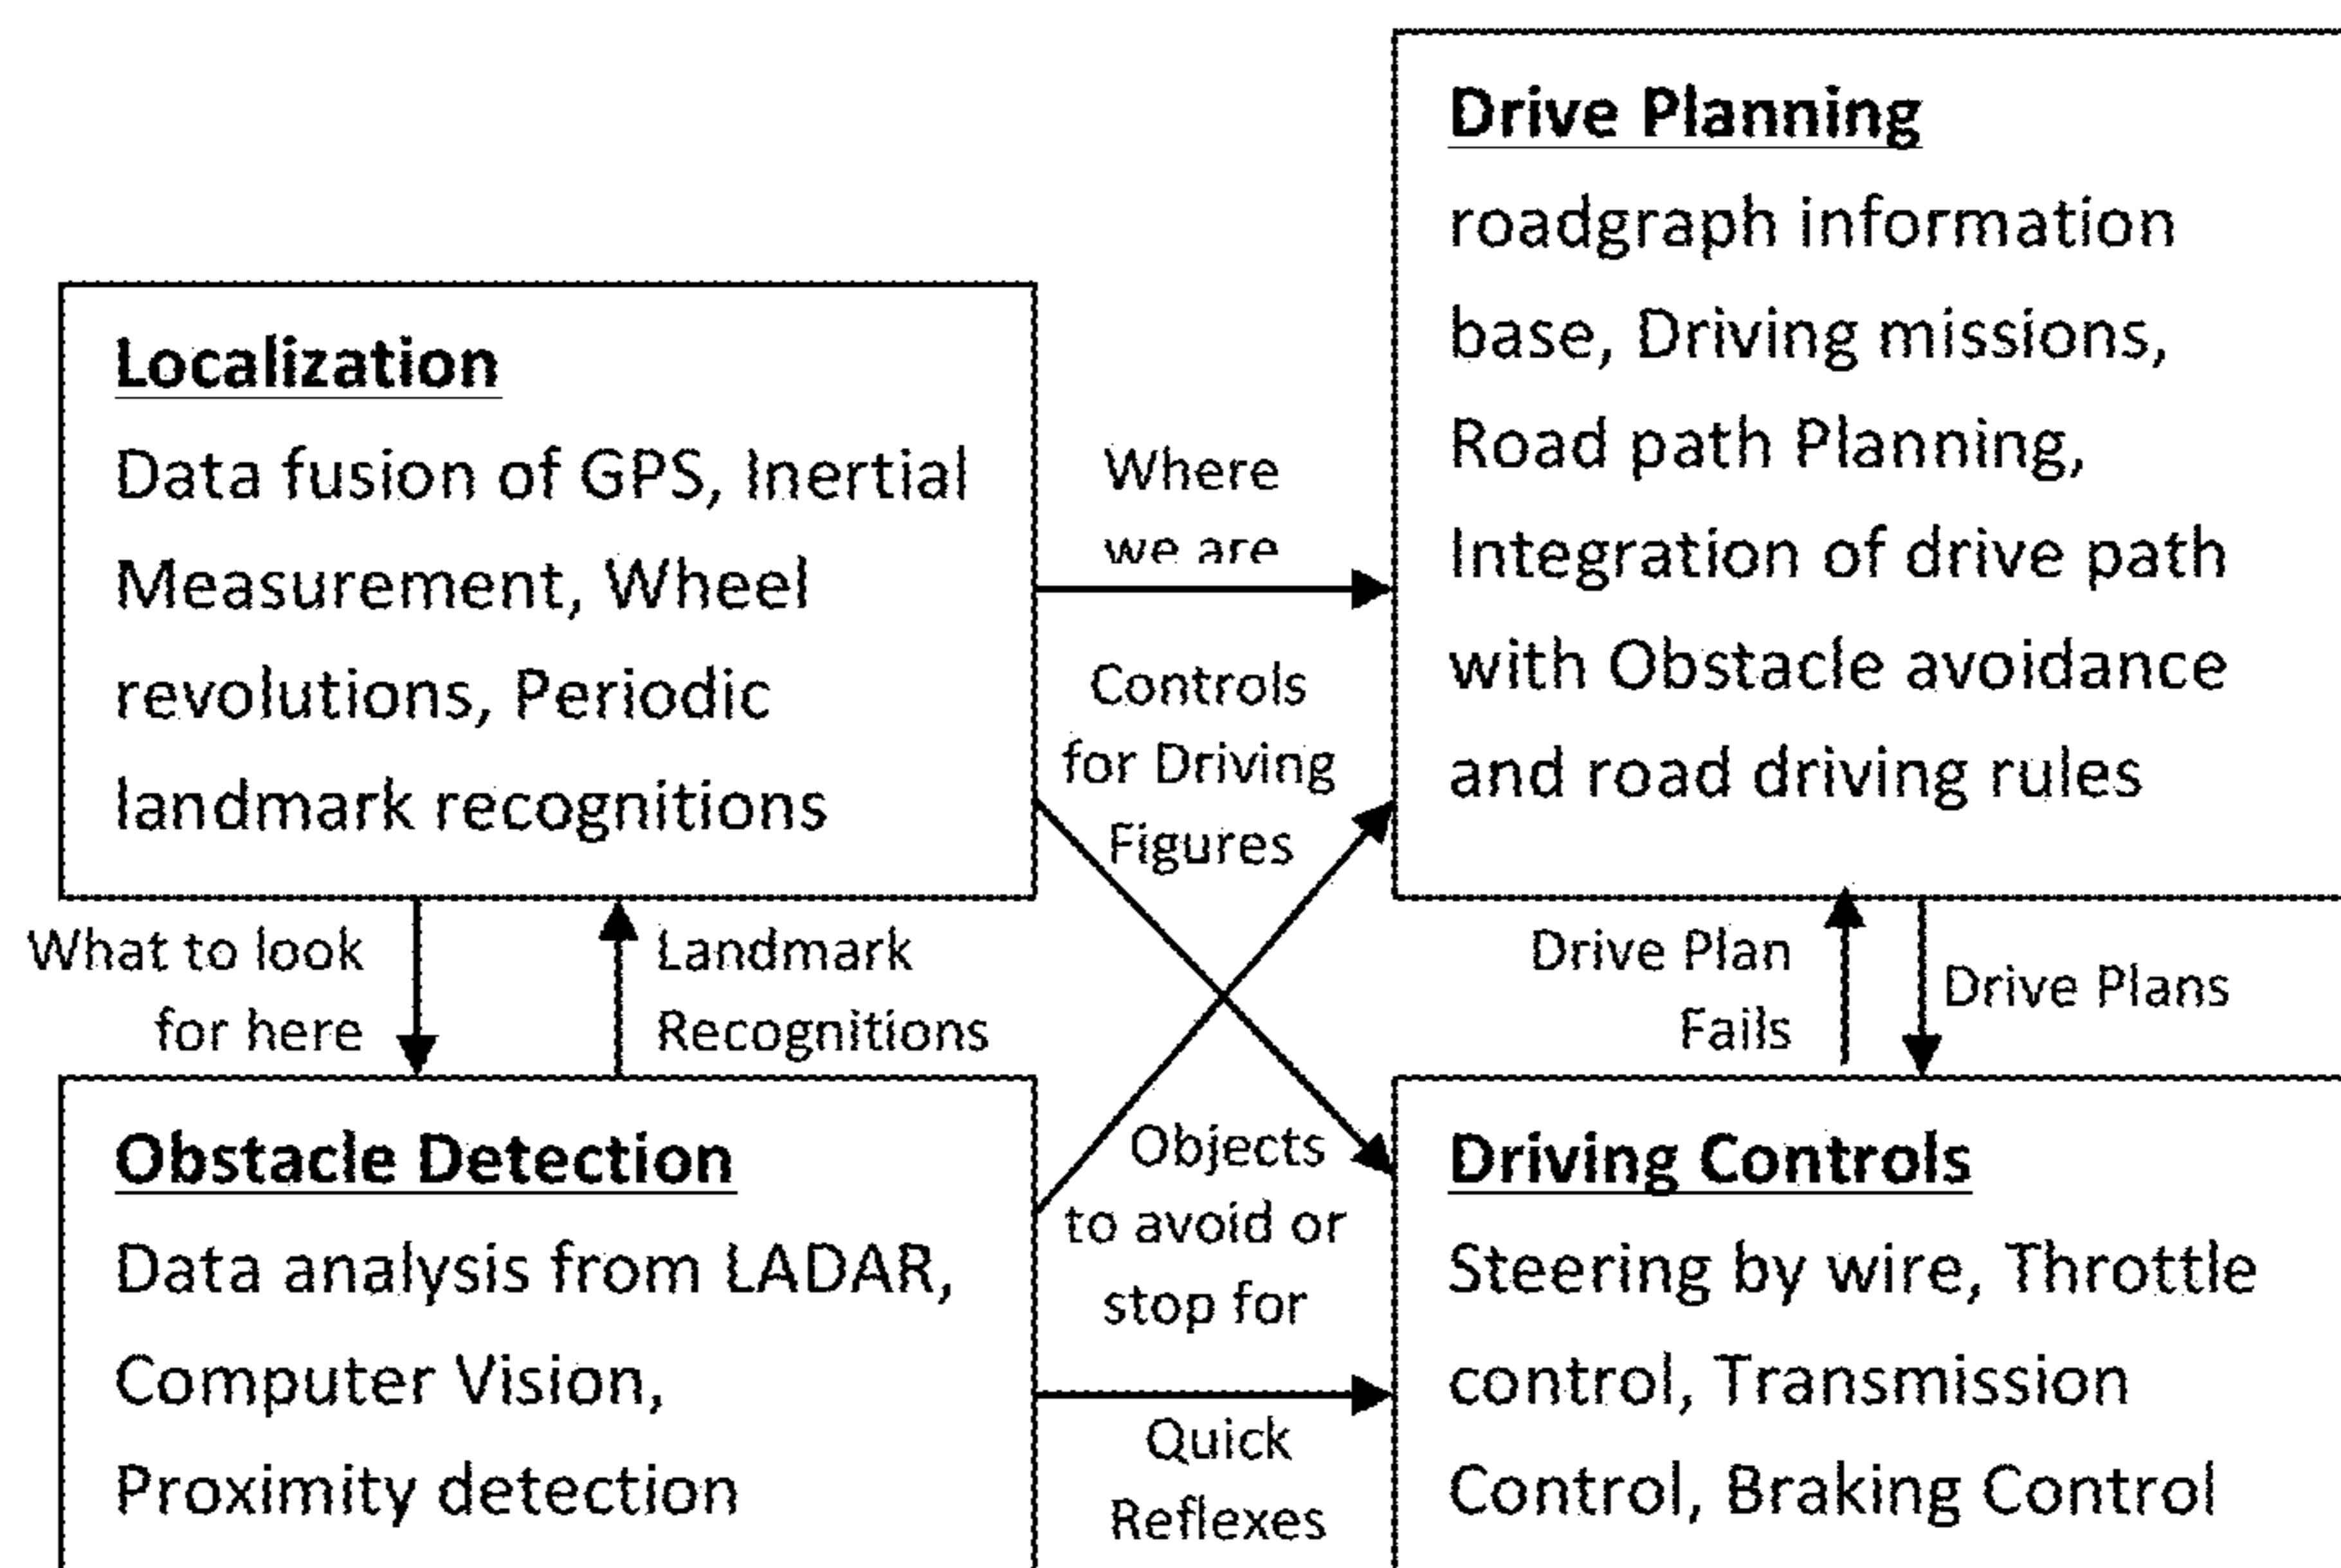 Drive Planning
roadgraph information
base, Driving missions,
Road path Planning,
Integration of drive path
with Obstacle avoidance
and road driving rules
Localization
Data fusion of GPS, Inertial
Measurement, Wheel
revolutions, Periodic
landmark recognitions
Where
we are
Controls
for Driving
Figures
What to look
for here
Landmark
Recognitions
Drive Plan
Fails
Drive Plans
Obstacle Detection
Data analysis from LADAR,
Computer Vision,
Proximity detection
Objects
to avoid or
stop for
Quick
Reflexes
Driving Controls
Steering by wire, Throttle
control, Transmission
Control, Braking Control